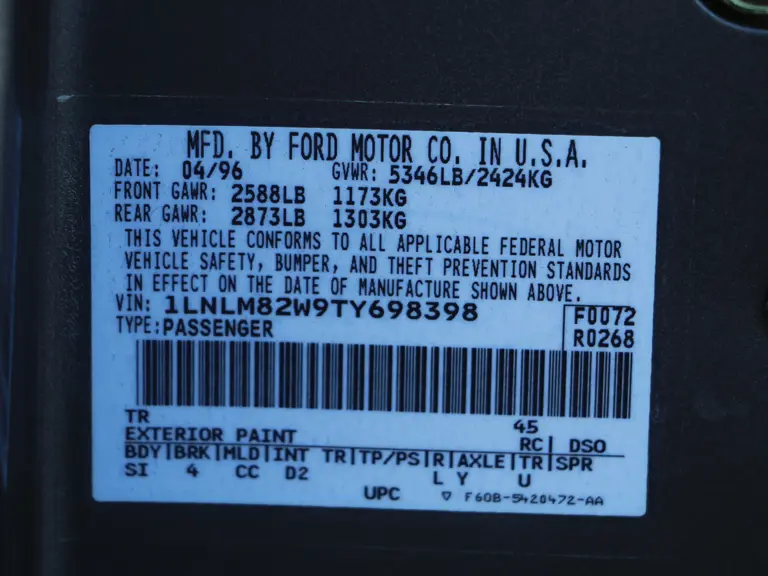 MFD. BY FORD MOTOR CO. IN U.S.A.
DATE: 04/96 GVWR: 5346LB/2424KG
FRONT GAWR: 2588LB 1173KG
REAR GAWR: 2873LB 1303KG
THIS VEHICLE CONFORMS TO ALL APPLICABLE FEDERAL MOTOR
VEHICLE SAFETY, BUMPER, AND THEFT PREVENTION STANDARDS
IN EFFECT ON THE DATE OF MANUFACTURE SHOWN ABOVE.
VIN: 1LNLM82W9TY698398 F0072
TYPE: PASSENGER R0268
TR 45
EXTERIOR PAINT RC| DSO
BDY|BRK|MLD|INT TR|TP/PS|R|AXLE|TR|SPR
SI 4 CC D2 L Y U
UPC ▽ F6OB-5420472-AA